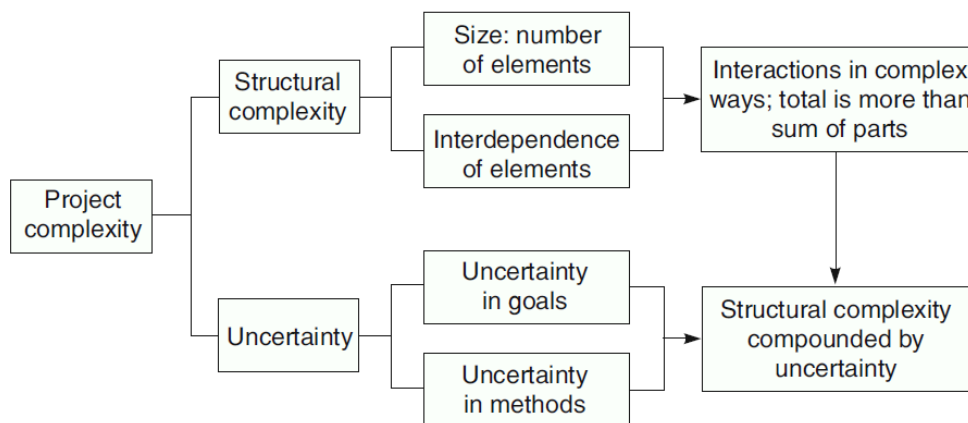 Project
complexity
Structural
complexity
Size: number
of elements
Interdependence
of elements
Interactions in complex
ways; total is more than
sum of parts
Uncertainty
Uncertainty
in goals
Uncertainty
in methods
Structural complexity
compounded by
uncertainty